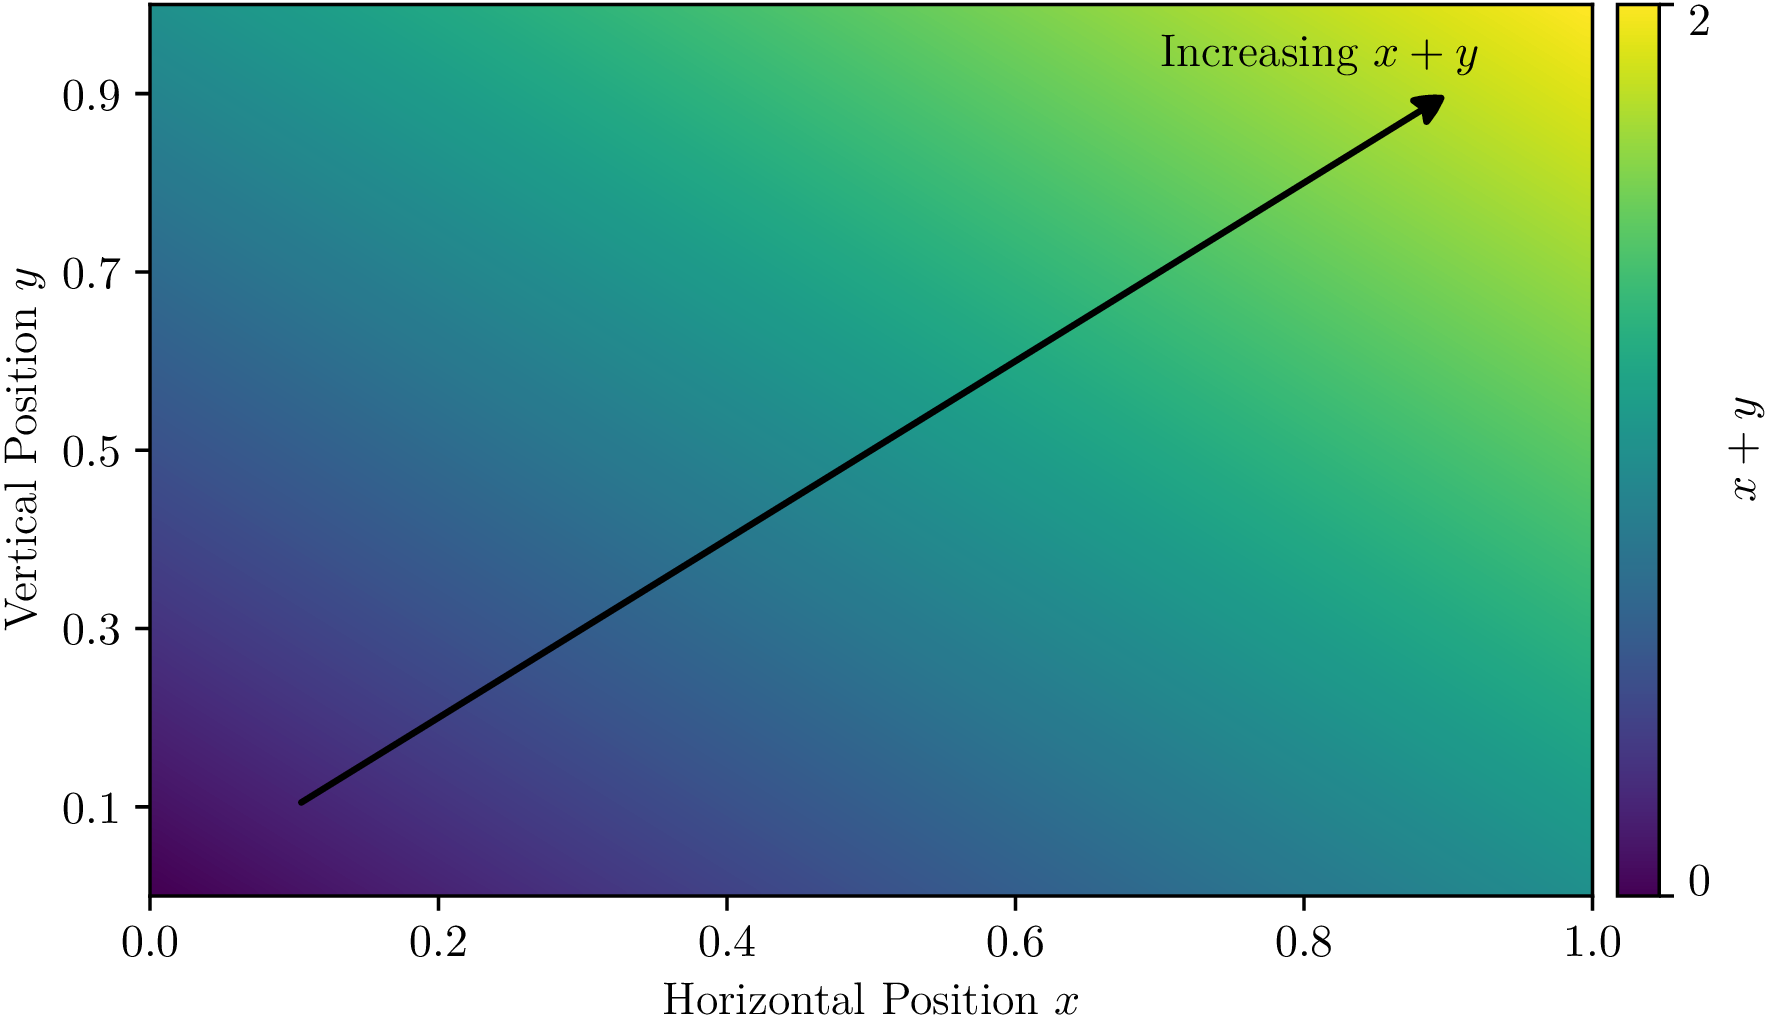 Increasing x + y
2
0.9
0.7
0.5
0.3
0.1
Vertical Position y
x + y
0
0.0 0.2 0.4 0.6 0.8 1.0
Horizontal Position x